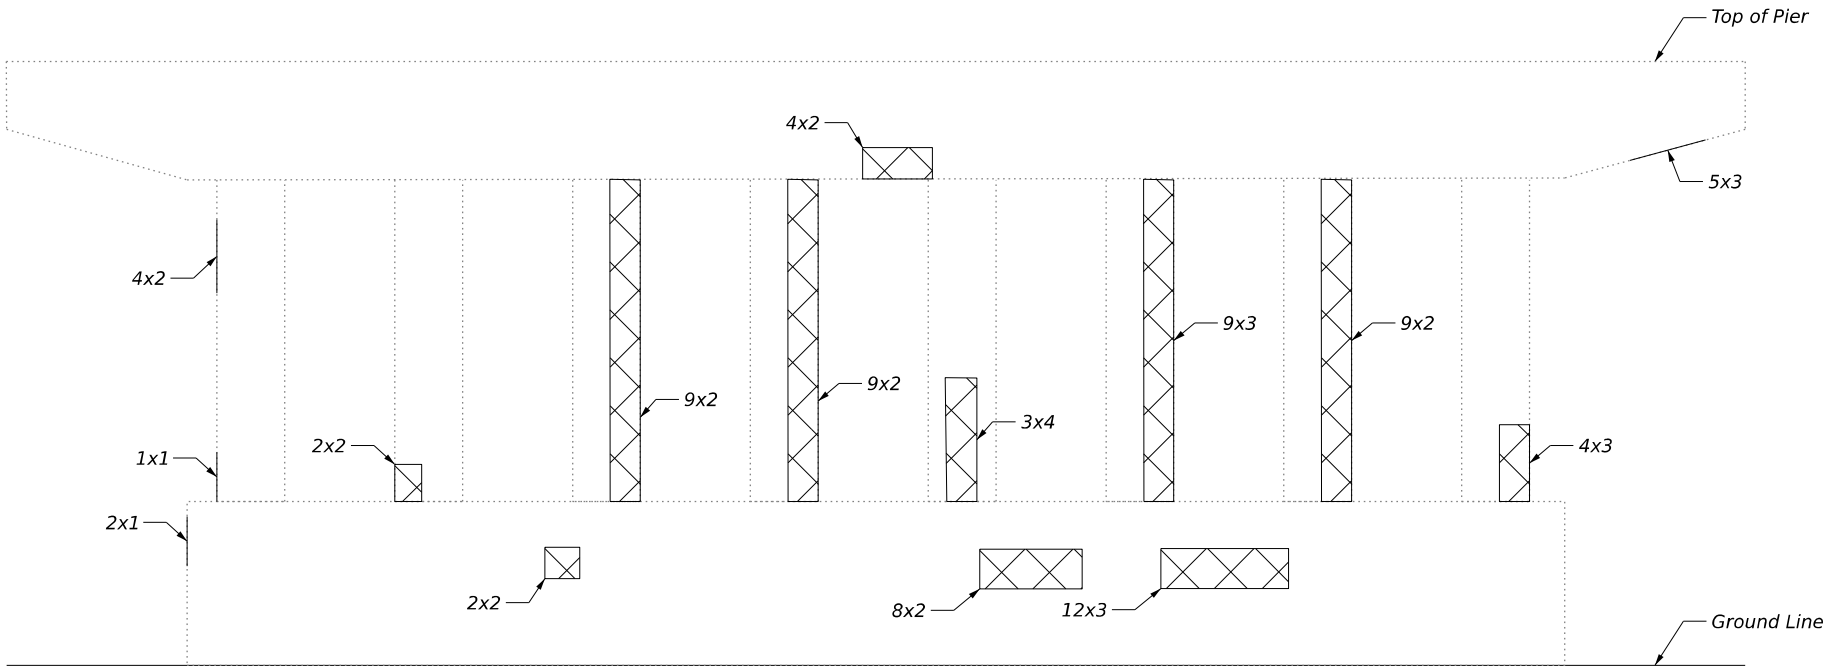 Top of Pier
4x2
5x3
4x2
9x3
9x2
9x2
9x2
3x4
2x2
4x3
1x1
2x1
2x2
8x2
12x3
Ground Line